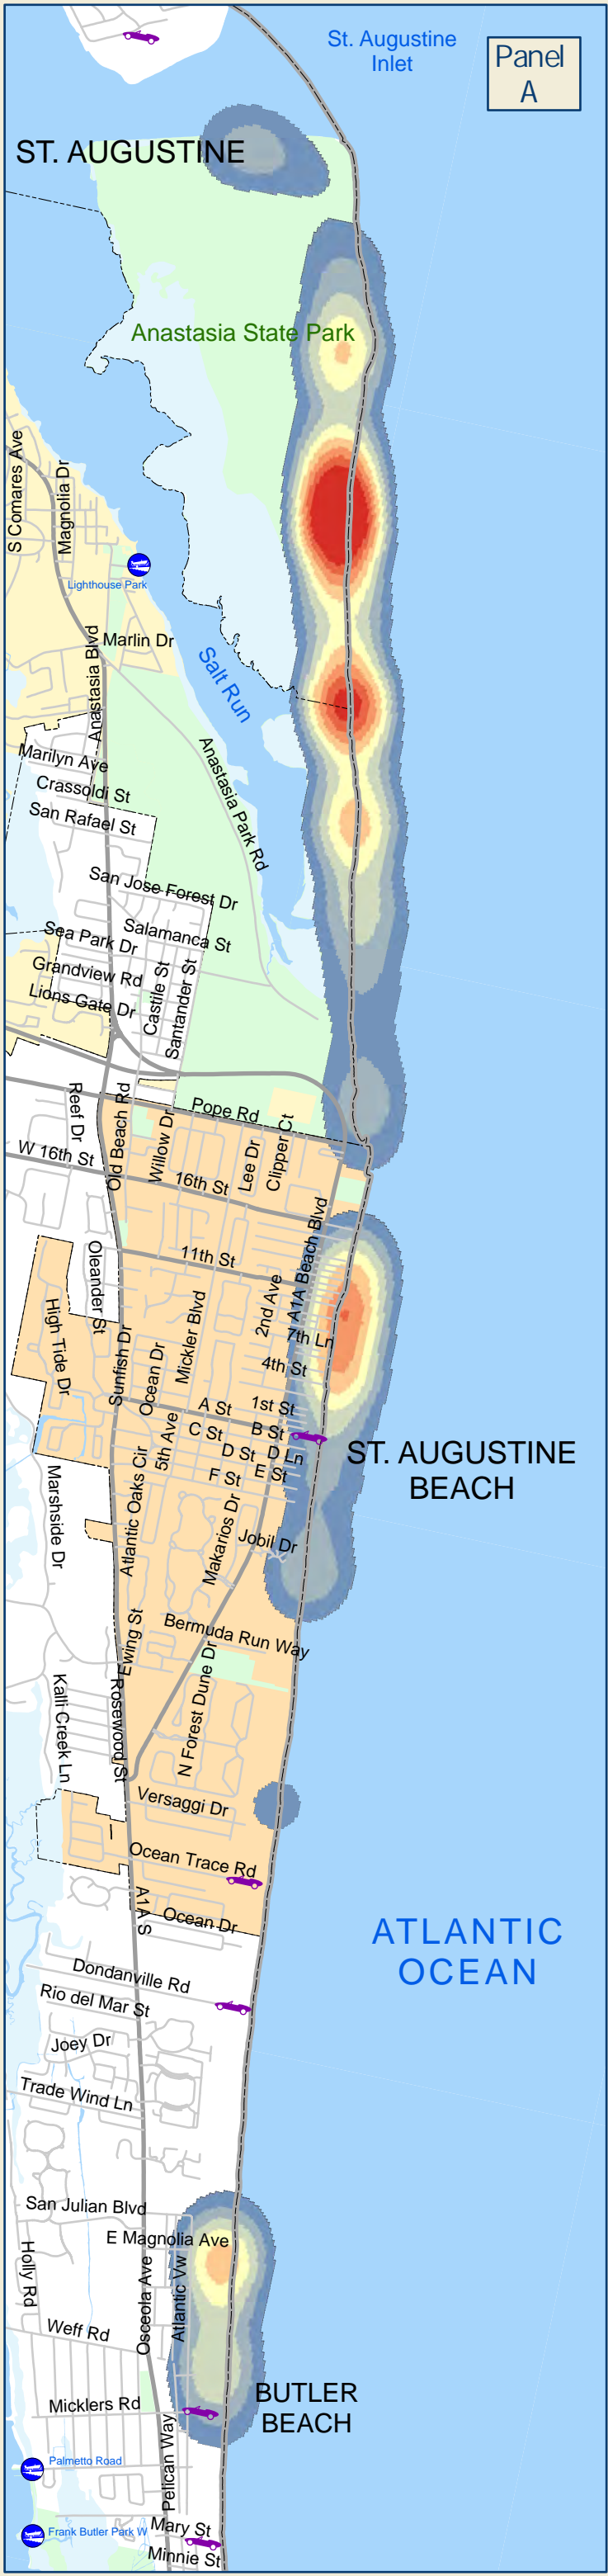 St. Augustine
Inlet
Panel
A
ST. AUGUSTINE
Anastasia State Park
S Comares Ave
Magnolia Dr
Lighthouse Park
Marlin Dr
Anastasia Blvd
Salt Run
Marilyn Ave
Anastasia Park Rd
Crassoldi St
San Rafael St
San Jose Forest Dr
Salamanca St
Sea Park Dr
Grandview Rd
Castile St
Santander St
Lions Gate Dr
Reef Dr
Old Beach Rd
Pope Rd
Willow Dr
Lee Dr
Clipper Ct
W 16th St
16th St
A1A Beach Blvd
Oleander St
11th St
2nd Ave
High Tide Dr
Mickler Blvd
7th Ln
Sunfish Dr
Ocean Dr
4th St
A St
1st St
C St
B St
5th Ave
D St
D Ln
ST. AUGUSTINE
BEACH
Marshside Dr
Atlantic Oaks Cir
F St
E St
Makarios Dr
Jobil Dr
Ewing St
Bermuda Run Way
Kalli Creek Ln
Rosewood St
N Forest Dune Dr
Versaggi Dr
Ocean Trace Rd
A1A S
Ocean Dr
ATLANTIC
OCEAN
Dondanville Rd
Rio del Mar St
Joey Dr
Trade Wind Ln
San Julian Blvd
E Magnolia Ave
Holly Rd
Osceola Ave
Atlantic Vw
Weff Rd
Micklers Rd
BUTLER
BEACH
Pelican Way
Palmetto Road
Frank Butler Park W
Mary St
Minnie St